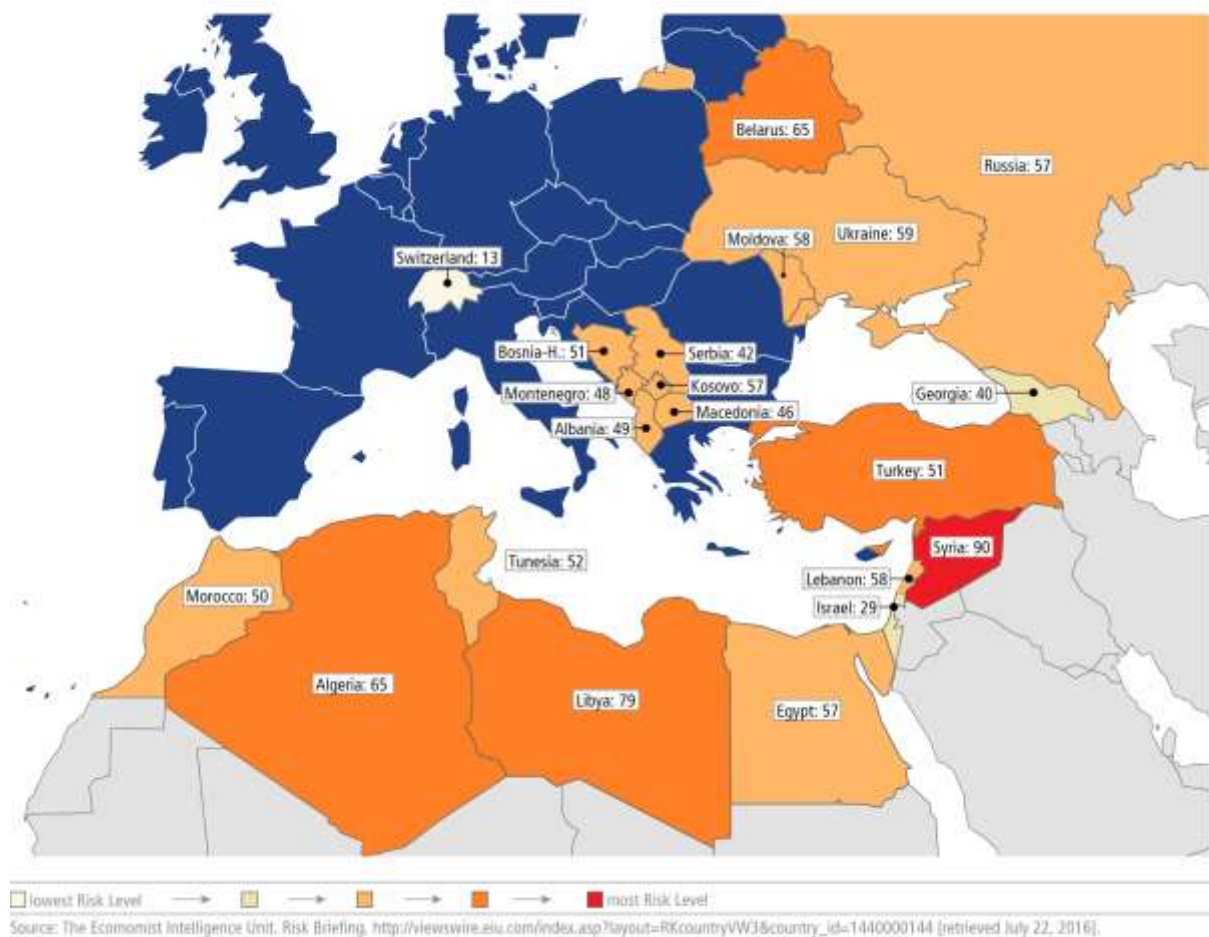 Belarus: 65
Russia: 57
Ukraine: 59
Moldova: 58
Switzerland: 13
Bosnia-H.: 51
Serbia: 42
Kosovo: 57
Montenegro: 48
Georgia: 40
Macedonia: 46
Albania: 49
Turkey: 51
Syria: 90
Tunesia: 52
Lebanon: 58
Morocco: 50
Israel: 29
Algeria: 65
Libya: 79
Egypt: 57
lowest Risk Level
most Risk Level
Source: The Economist Intelligence Unit. Risk Briefing, http://viewswire.eiu.com/index.asp?layout=RKcountryVW3&country_id=1440000144 [retrieved July 22, 2016].